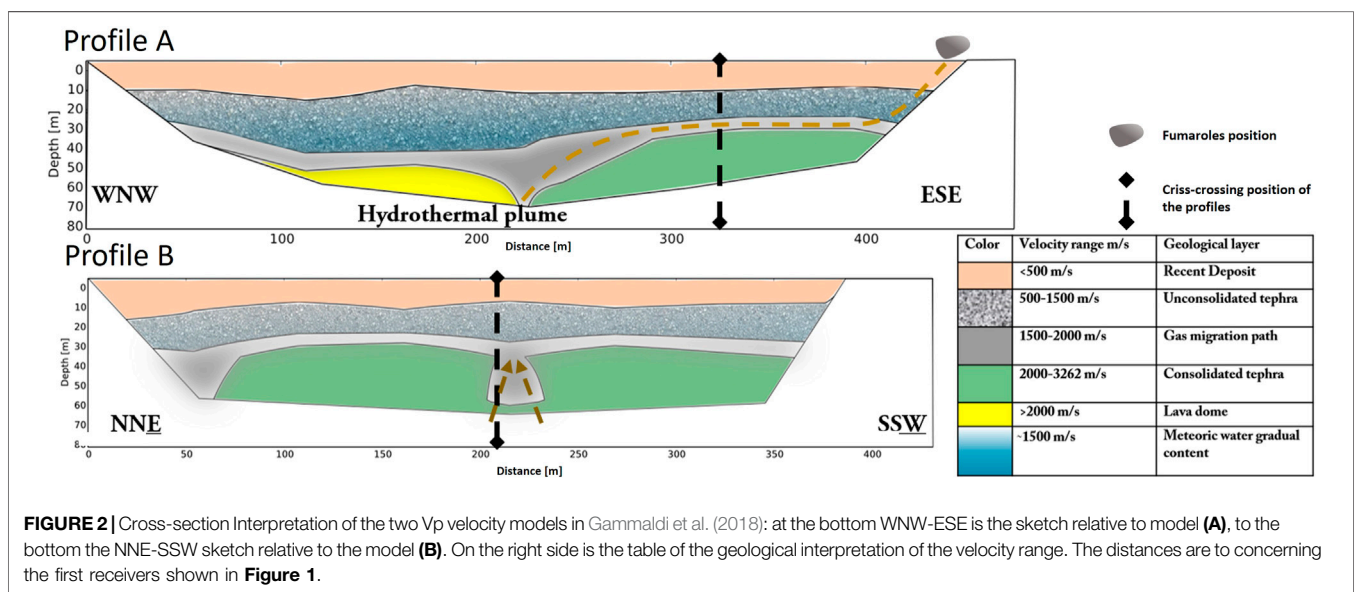 Profile A
0
10
20
30
40
50
60
70
80
Depth [m]
WNW
ESE
Hydrothermal plume
0 100 200 300 400
Distance [m]
Profile B
0
10
20
30
40
50
60
70
Depth [m]
NNE
SSW
0 50 100 150 200 250 300 350 400
Distance [m]
Fumaroles position
Criss-crossing position of
the profiles
Color Velocity range m/s Geological layer
<500 m/s Recent Deposit
500-1500 m/s Unconsolidated tephra
1500-2000 m/s Gas migration path
2000-3262 m/s Consolidated tephra
>2000 m/s Lava dome
~1500 m/s Meteoric water gradual
content
FIGURE 2 | Cross-section Interpretation of the two Vp velocity models in Gammaldi et al. (2018): at the bottom WNW-ESE is the sketch relative to model (A), to the
bottom the NNE-SSW sketch relative to the model (B). On the right side is the table of the geological interpretation of the velocity range. The distances are to concerning
the first receivers shown in Figure 1.